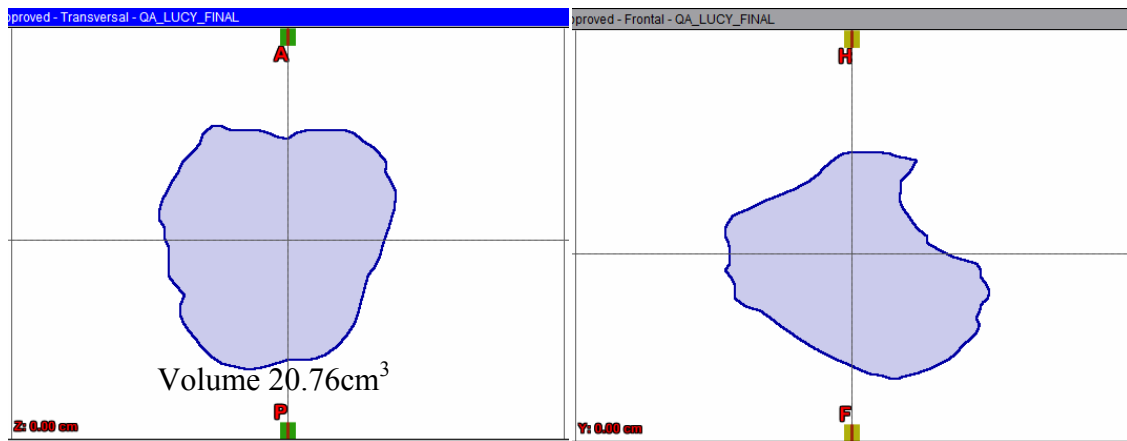 pproved - Transversal - QA_LUCY_FINAL
A
Volume 20.76cm³
P
Z: 0.00 cm
pproved - Frontal - QA_LUCY_FINAL
H
F
Y: 0.00 cm